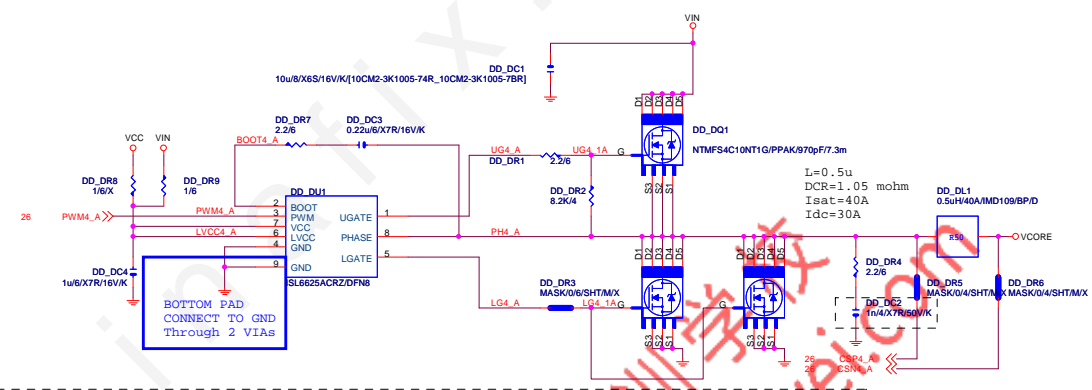 VIN
DD_DC1
10u/8/X6S/16V/K/[10CM2-3K1005-74R_10CM2-3K1005-7BR]
D1
D2
D3
D4
D5
DD_DR7
2.2/6
DD_DC3
0.22u/6/X7R/16V/K
DD_DQ1
NTMFS4C10NT1G/PPAK/970pF/7.3m
VCC
VIN
BOOT4_A
UG4_A
UG4_1A
G
DD_DR1
2.2/6
S3
S2
S1
DD_DR8
1/6/X
DD_DR9
1/6
DD_DU1
DD_DR2
8.2K/4
L=0.5u
DCR=1.05 mohm
Isat=40A
Idc=30A
DD_DL1
0.5uH/40A/IMD109/BP/D
26
PWM4_A
PWM4_A
2
BOOT
3
PWM
7
VCC
6
LVCC
4
GND
9
GND
UGATE
1
PHASE
8
LGATE
5
LVCC4_A
PH4_A
R50
VCORE
D1
D2
D3
D4
D5
D1
D2
D3
D4
D5
DD_DC4
1u/6/X7R/16V/K
ISL6625ACRZ/DFN8
BOTTOM PAD
CONNECT TO GND
Through 2 VIAs
DD_DR3
MASK/0/6/SHT/M/X
LG4_A
LG4_1A
G
G
S3
S2
S1
S3
S2
S1
DD_DR4
2.2/6
DD_DC2
1n/4/X7R/50V/K
DD_DR5
MASK/0/4/SHT/M/X
DD_DR6
MASK/0/4/SHT/M/X
26
CSP4_A
26
CSN4_A